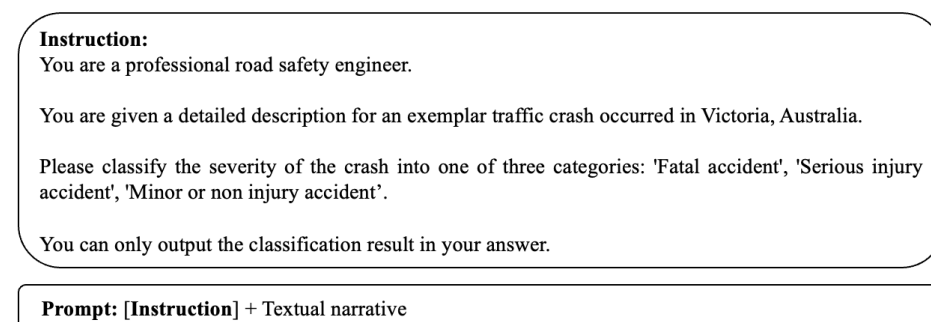 Instruction:
You are a professional road safety engineer.
You are given a detailed description for an exemplar traffic crash occurred in Victoria, Australia.
Please classify the severity of the crash into one of three categories: 'Fatal accident', 'Serious injury
accident', 'Minor or non injury accident’.
You can only output the classification result in your answer.
Prompt: [Instruction] + Textual narrative